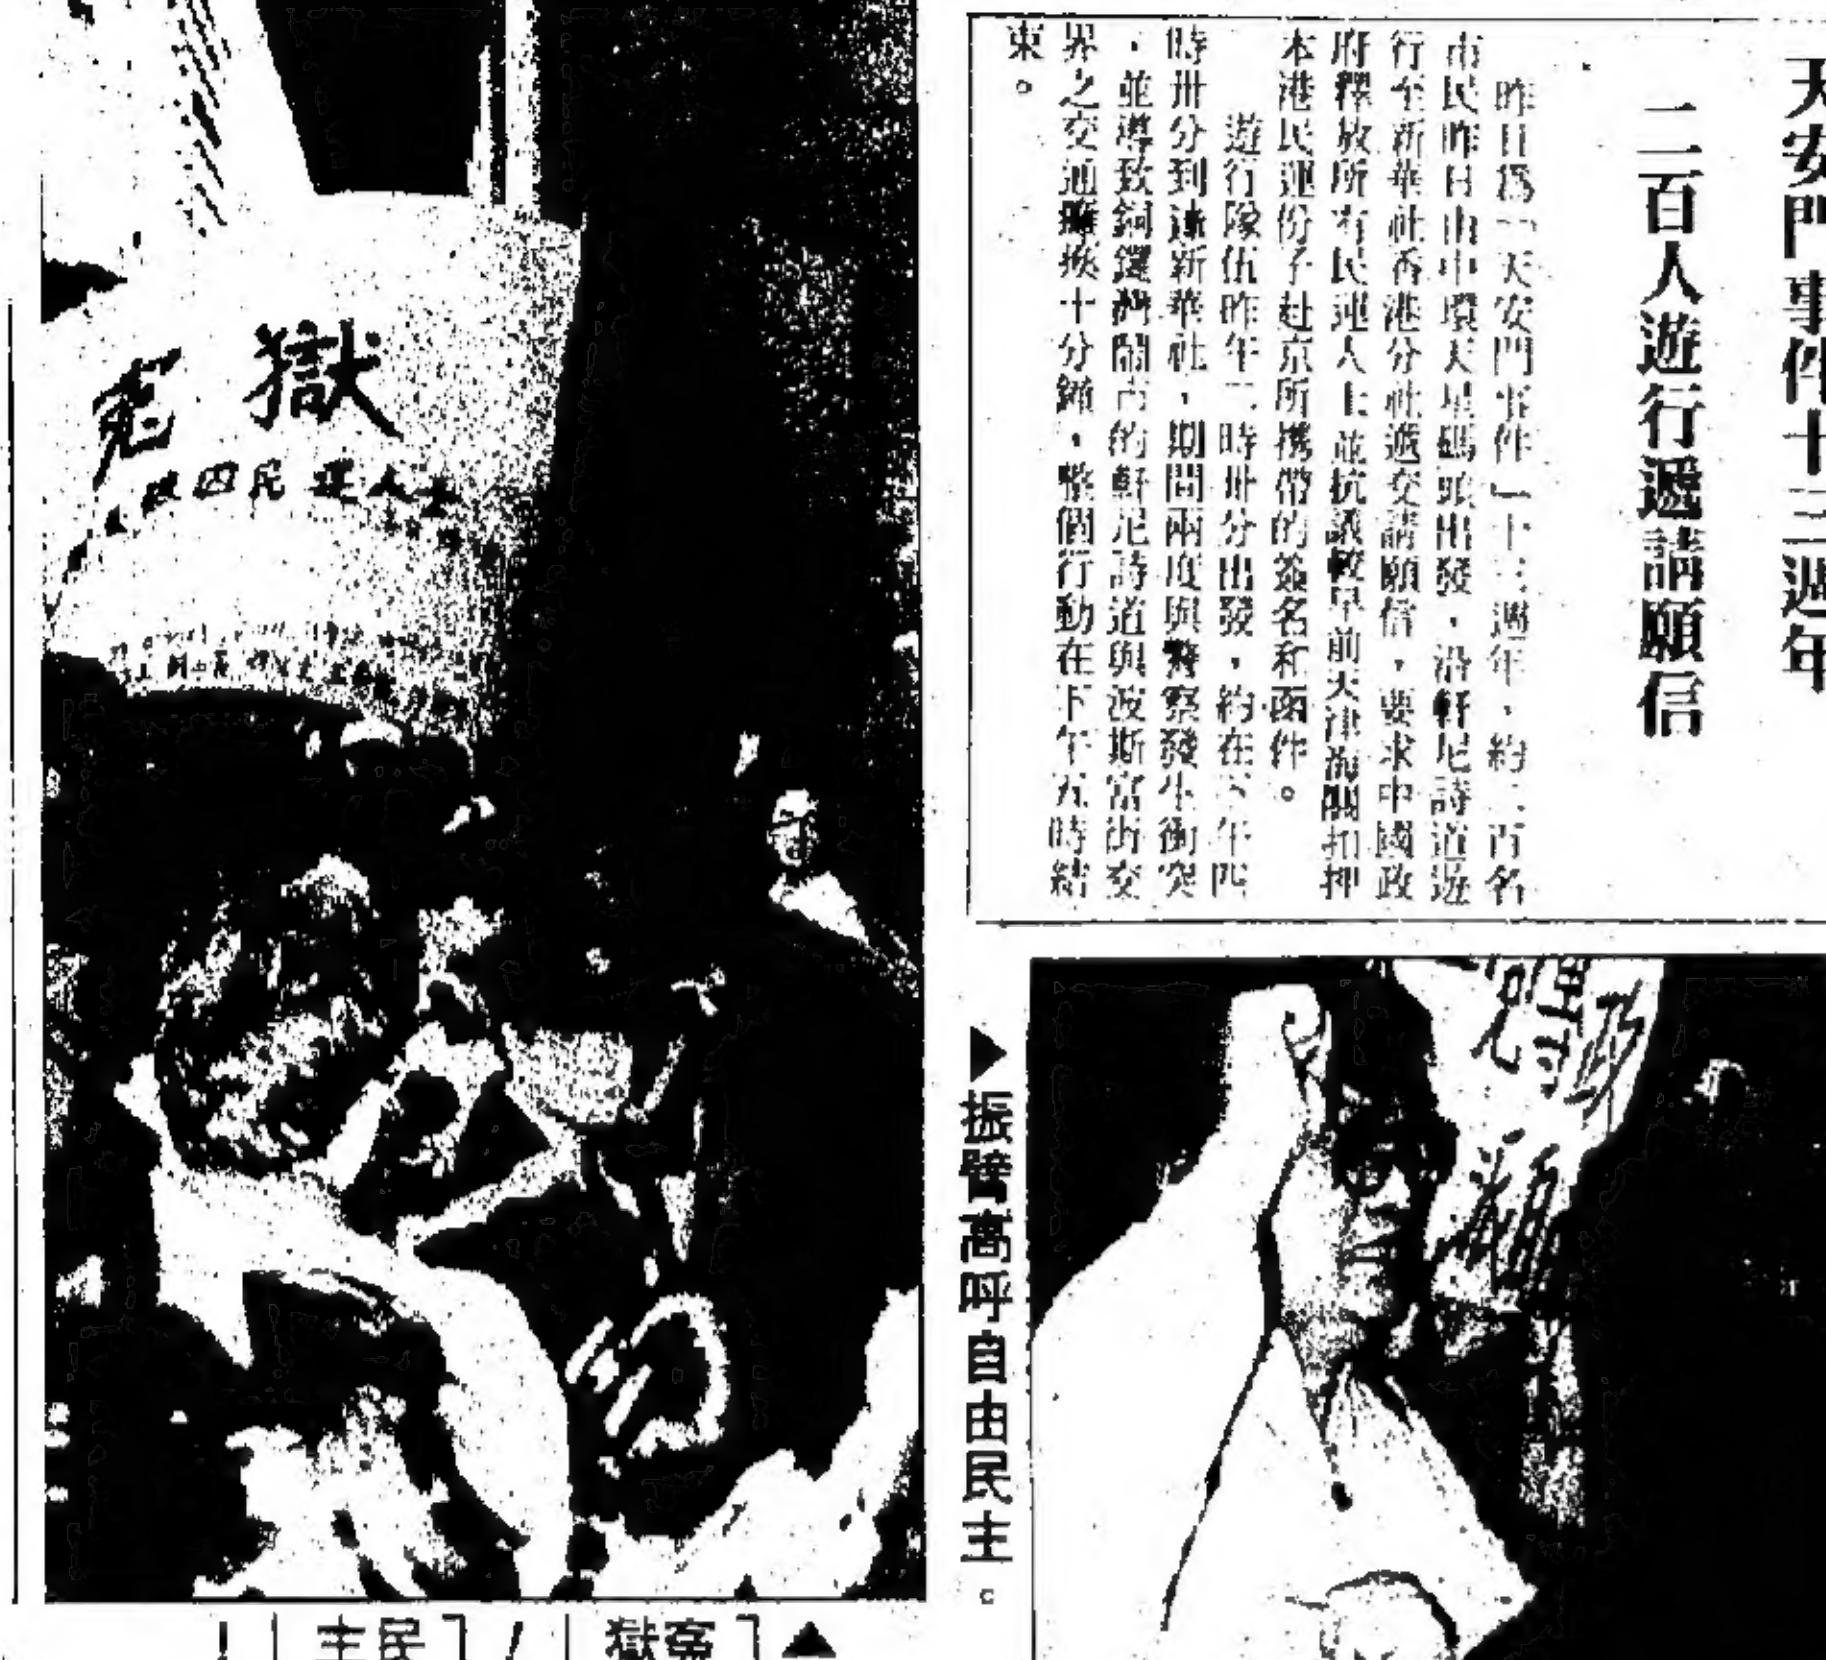 天安門事件十三週年
二百人遊行遞請願信
昨日爲「天安門事件」十三週年，約二百名
市民昨日由中環天星碼頭出發，沿軒尼詩道遊
行至新華社香港分社遞交請願信，要求中國政
府釋放所有民運人士並抗議較早前天津海關扣押
本港民運份子赴京所携帶的簽名和函件。
遊行隊伍昨年二時卅分出發，約在下午四
時卅分到達新華社，期間兩度與警察發生衝突
，並導致銅鑼灣鬧市的軒尼詩道與波斯富街交
界之交通癱瘓十分鐘，整個行動在下午五時結
束。
▶振臂高呼自由民主。
冤獄
民運人士
▲「冤獄」！「民主」！